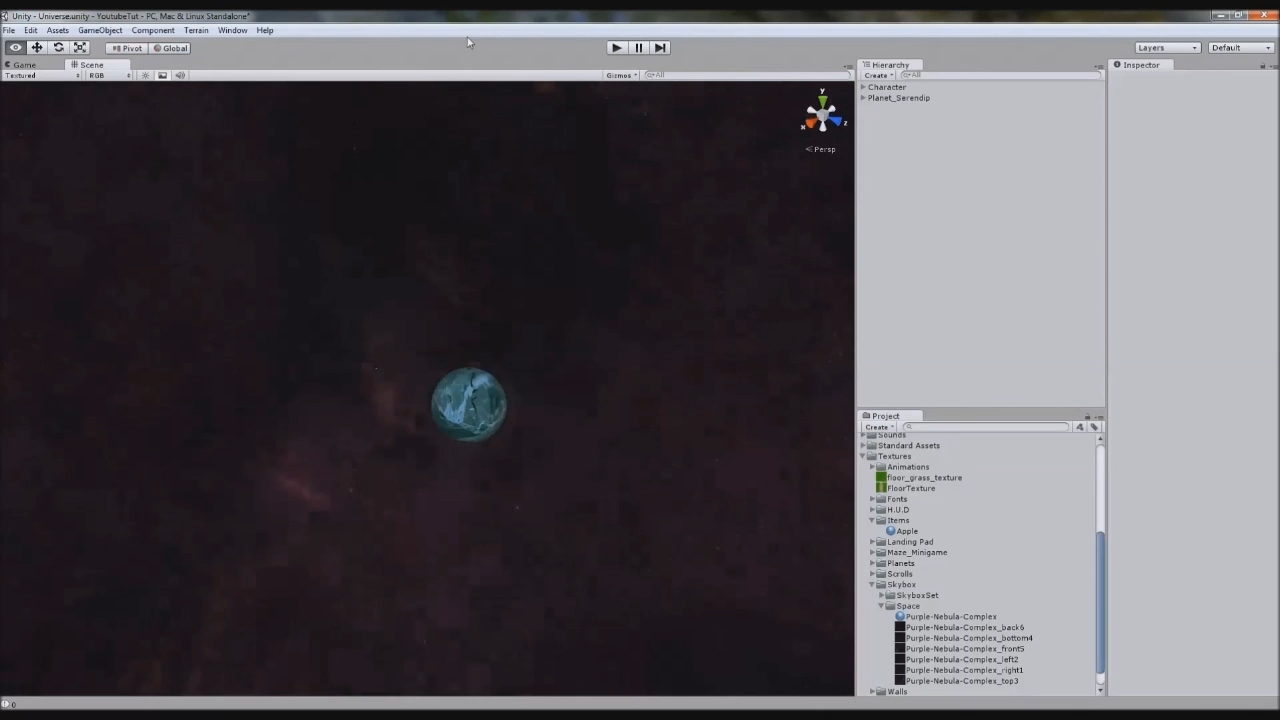 Unity - Universe.unity - YoutubeTut - PC, Mac & Linux Standalone*
File Edit Assets GameObject Component Terrain Window Help
Pivot Global Layers Default
Game Scene Hierarchy Inspector
Textured RGB Gizmos All Create All
Character
Planet_Serendip
y
x z
Persp
Project
Create
Sounds
Standard Assets
Textures
Animations
floor_grass_texture
FloorTexture
Fonts
H.U.D
Items
Apple
Landing Pad
Maze_Minigame
Planets
Scrolls
Skybox
SkyboxSet
Space
Purple-Nebula-Complex
Purple-Nebula-Complex_back6
Purple-Nebula-Complex_bottom4
Purple-Nebula-Complex_front5
Purple-Nebula-Complex_left2
Purple-Nebula-Complex_right1
Purple-Nebula-Complex_top3
Walls
0